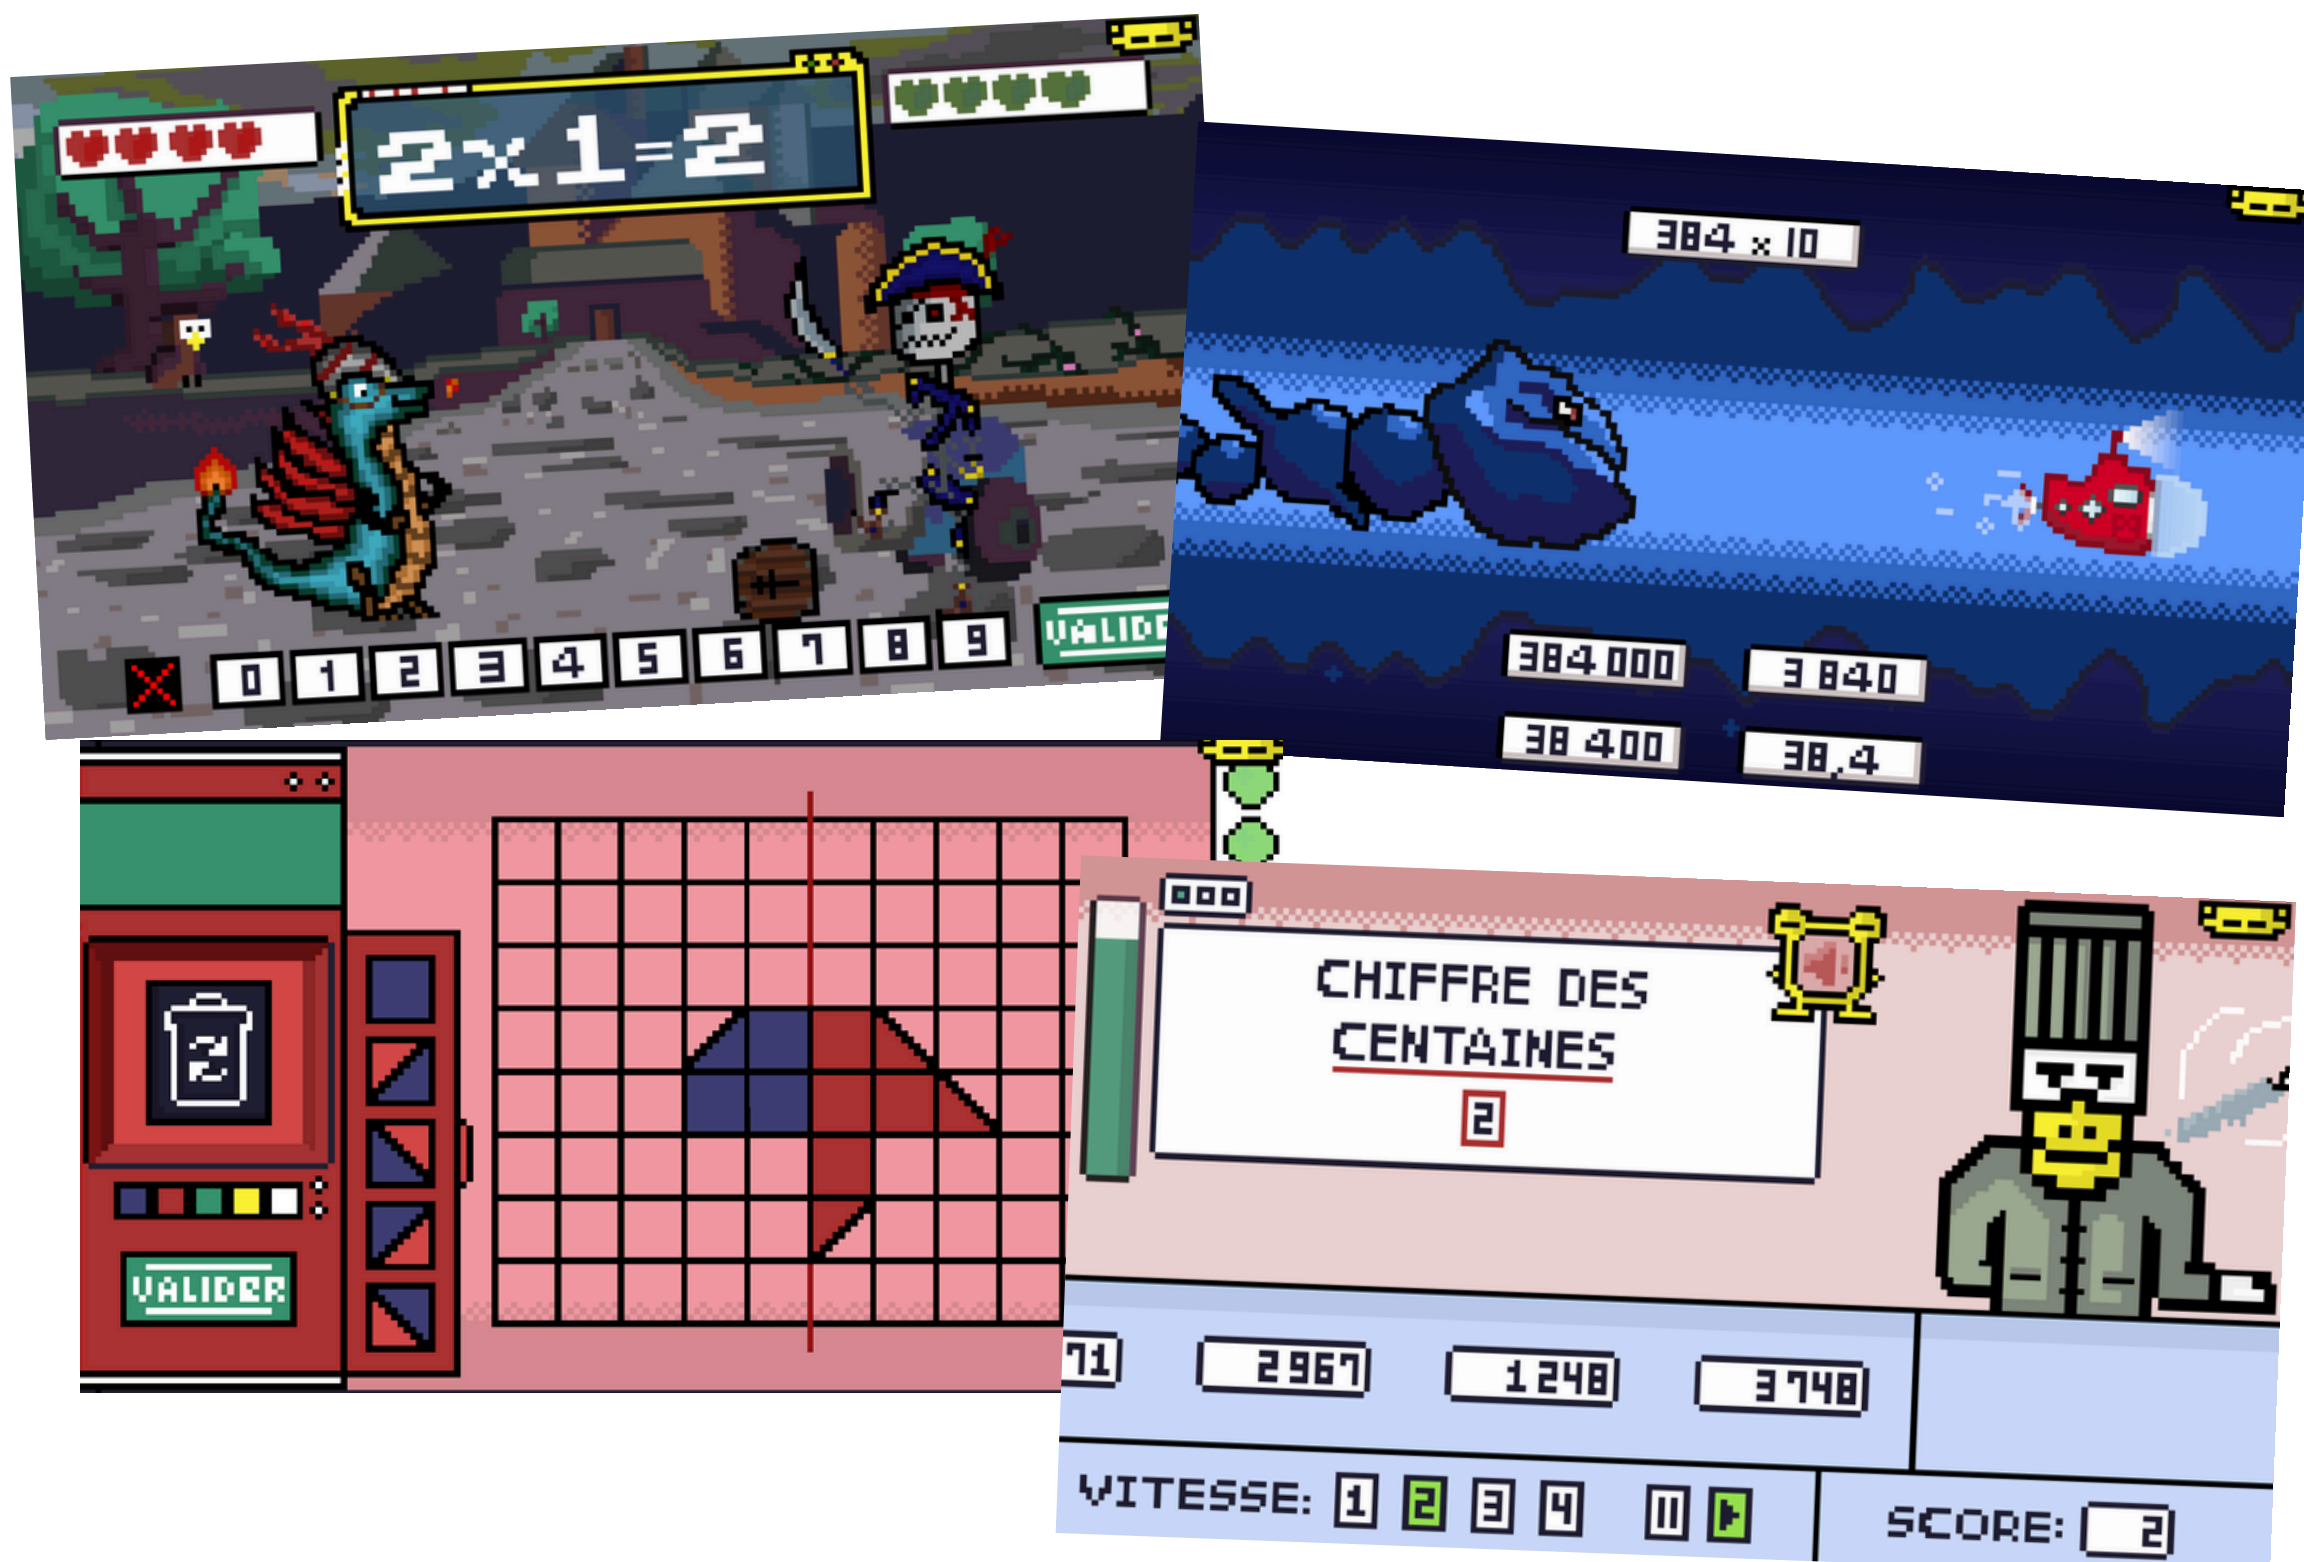 2x1=2
0 1 2 3 4 5 6 7 8 9
384 x 10
384 000 3 840
38 400 38,4
2
VALIDER
CHIFFRE DES
CENTAINES
2
71 2 967 1 248 3 748
VITESSE: 1 2 3 4
SCORE: 2